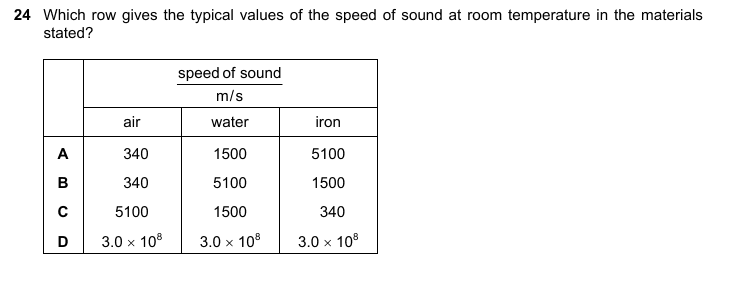 24 Which row gives the typical values of the speed of sound at room temperature in the materials
stated?
speed of sound
m/s
air water iron
A 340 1500 5100
B 340 5100 1500
C 5100 1500 340
D 3.0 × 10⁸ 3.0 × 10⁸ 3.0 × 10⁸